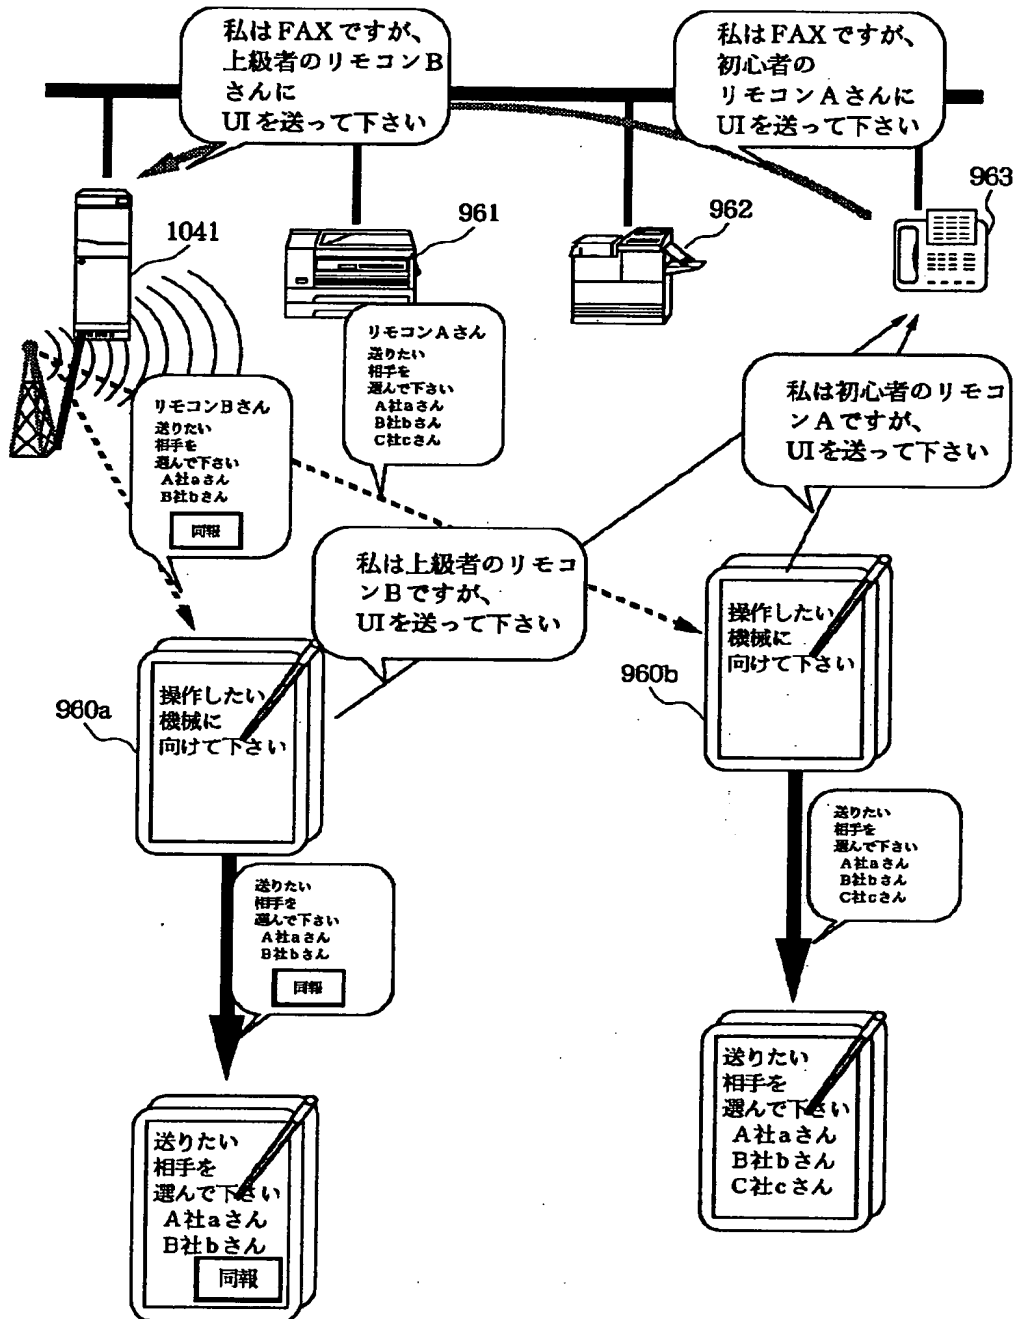 私はFAXですが、
上級者のリモコンB
さんに
UIを送って下さい
私はFAXですが、
初心者の
リモコンAさんに
UIを送って下さい
963
961
962
1041
リモコンAさん
送りたい
相手を
選んで下さい
A社aさん
B社bさん
C社cさん
リモコンBさん
送りたい
相手を
選んで下さい
A社aさん
B社bさん
同報
私は初心者のリモコ
ンAですが、
UIを送って下さい
私は上級者のリモコ
ンBですが、
UIを送って下さい
960a
操作したい
機械に
向けて下さい
960b
操作したい
機械に
向けて下さい
送りたい
相手を
選んで下さい
A社aさん
B社bさん
C社cさん
送りたい
相手を
選んで下さい
A社aさん
B社bさん
同報
送りたい
相手を
選んで下さい
A社aさん
B社bさん
C社cさん
送りたい
相手を
選んで下さい
A社aさん
B社bさん
同報